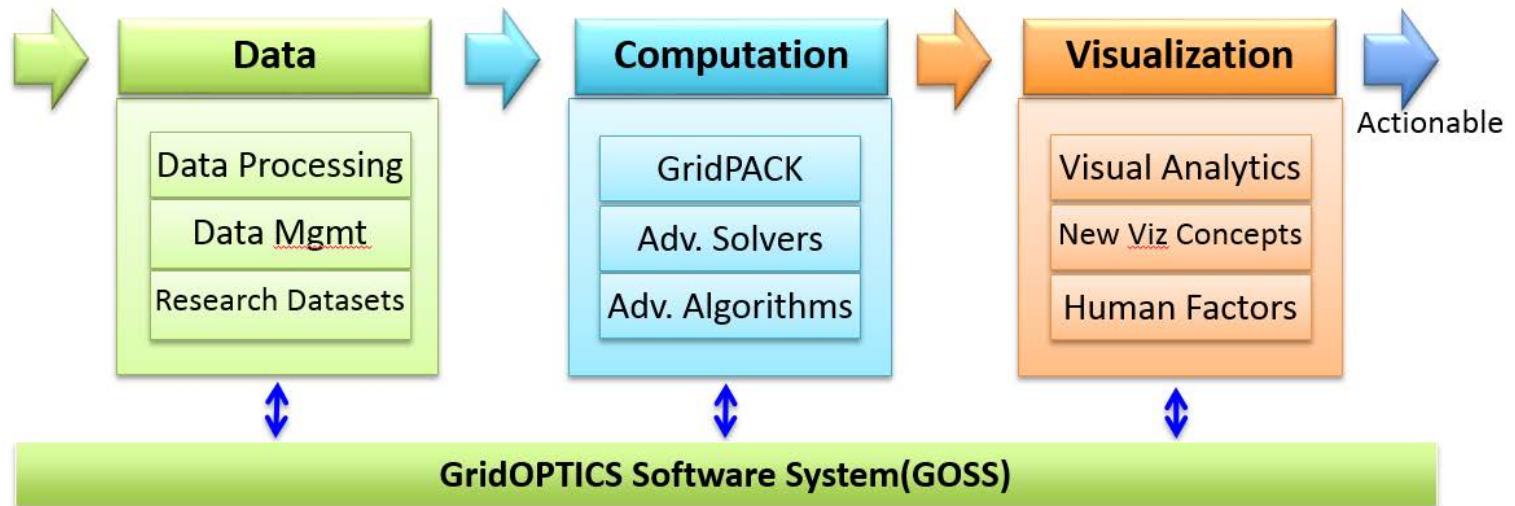 Data
Computation
Visualization
Actionable
Data Processing
Data Mgmt
Research Datasets
GridPACK
Adv. Solvers
Adv. Algorithms
Visual Analytics
New Viz Concepts
Human Factors
GridOPTICS Software System(GOSS)